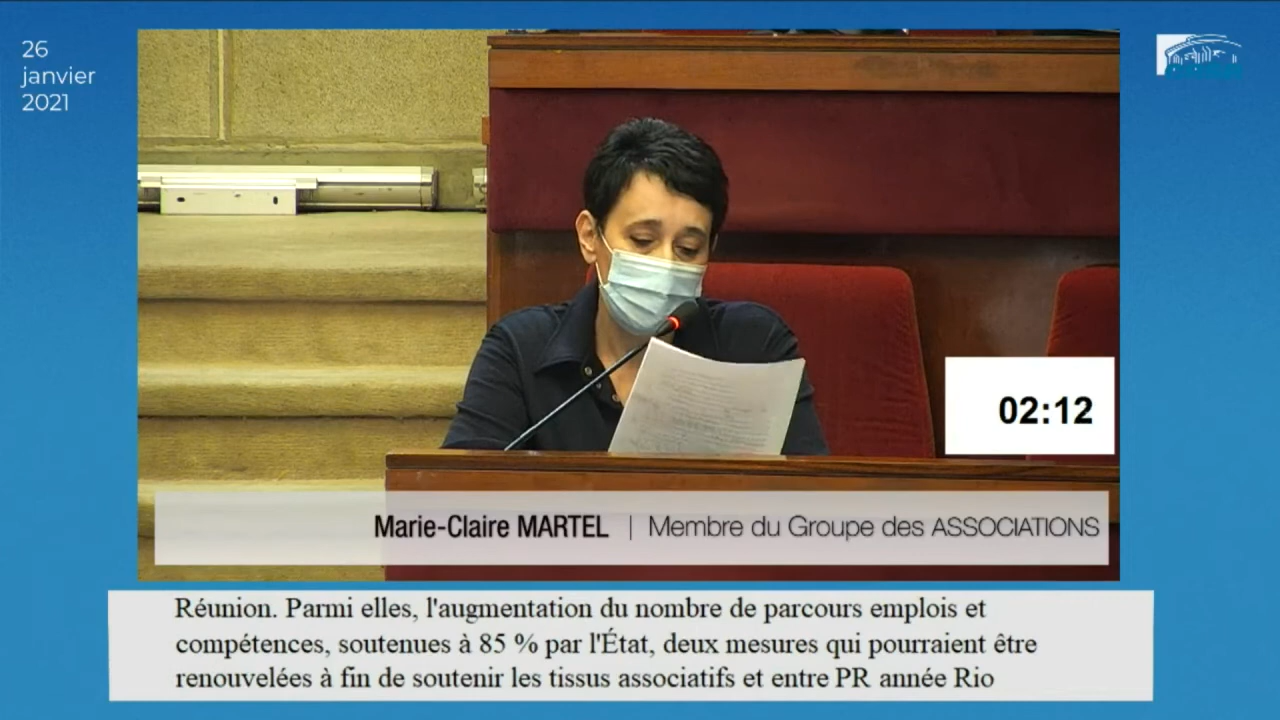 26
janvier
2021
02:12
Marie-Claire MARTEL | Membre du Groupe des ASSOCIATIONS
Réunion. Parmi elles, l'augmentation du nombre de parcours emplois et
compétences, soutenues à 85 % par l'État, deux mesures qui pourraient être
renouvelées à fin de soutenir les tissus associatifs et entre PR année Rio